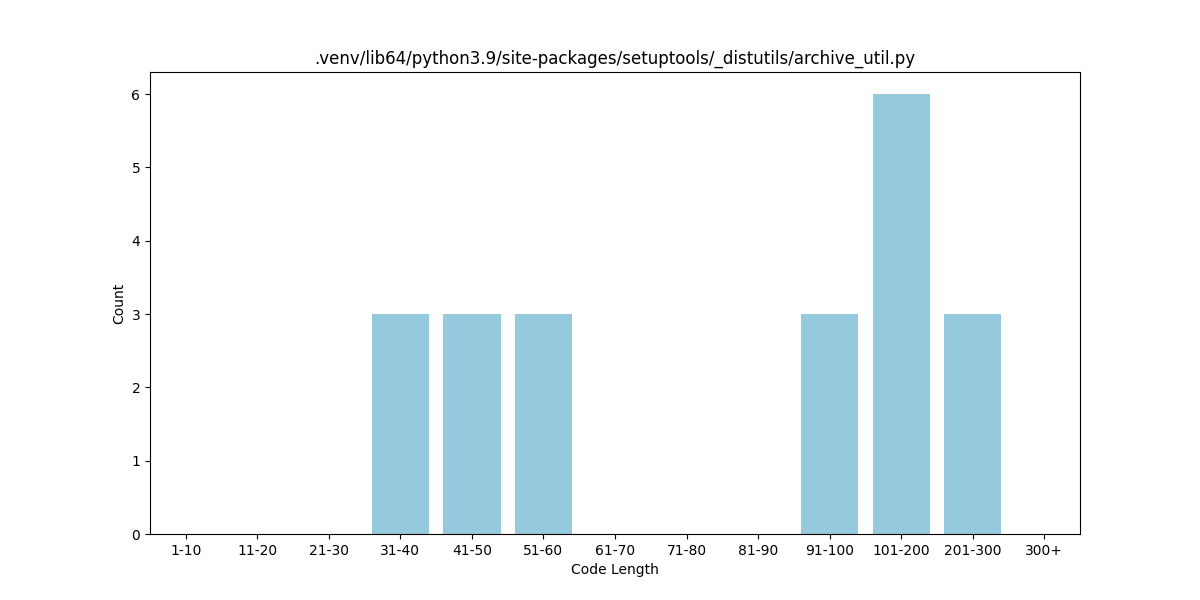 .venv/lib64/python3.9/site-packages/setuptools/_distutils/archive_util.py
6
5
4
3
2
1
0
Count
1-10 11-20 21-30 31-40 41-50 51-60 61-70 71-80 81-90 91-100 101-200 201-300 300+
Code Length